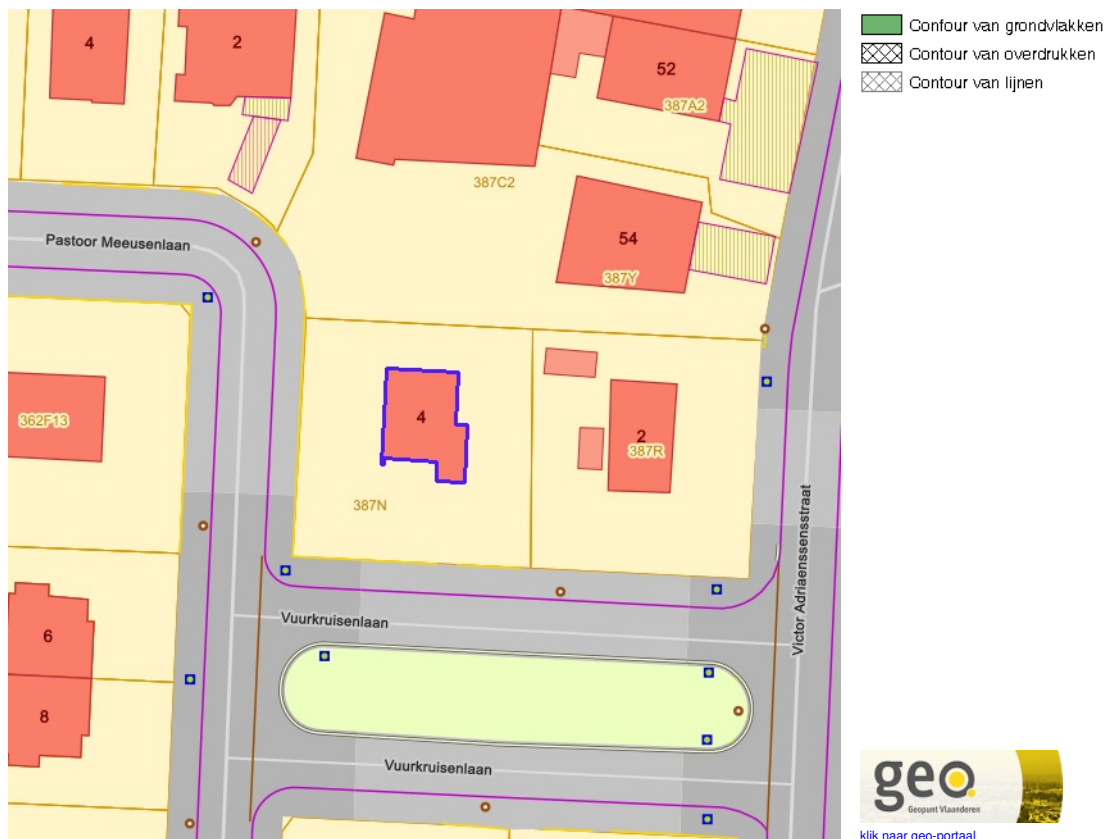 4
2
52
387A2
387C2
54
387Y
Pastoor Meeusenlaan
362F13
4
2
387R
387N
Vuurkruisenlaan
Victor Adriaenssensstraat
6
8
Vuurkruisenlaan
Contour van grondvlakken
Contour van overdrukken
Contour van lijnen
geo
Geopunt Vlaanderen
klik naar geo-portaal